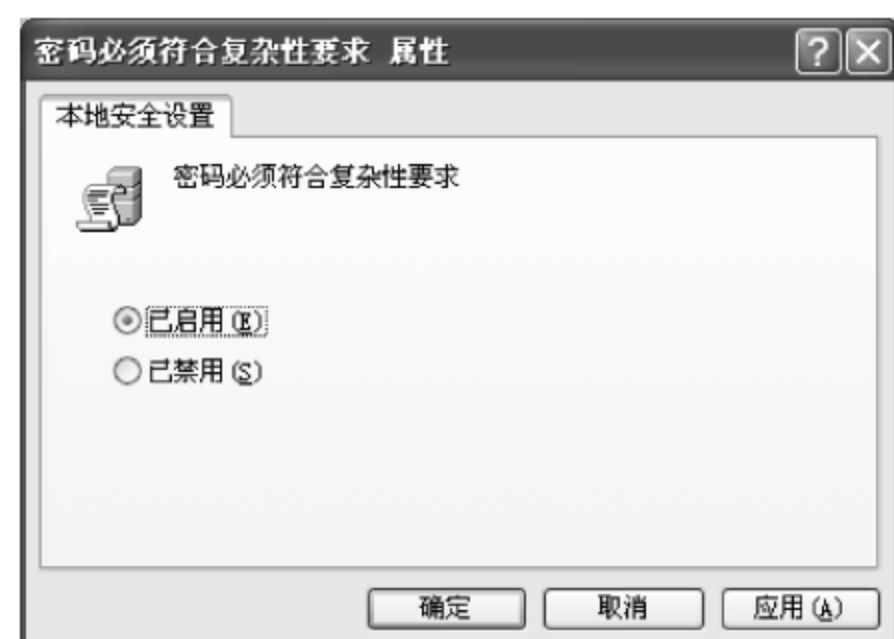 密码必须符合复杂性要求 属性
本地安全设置
密码必须符合复杂性要求
已启用(E)
已禁用(S)
确定 取消 应用(A)